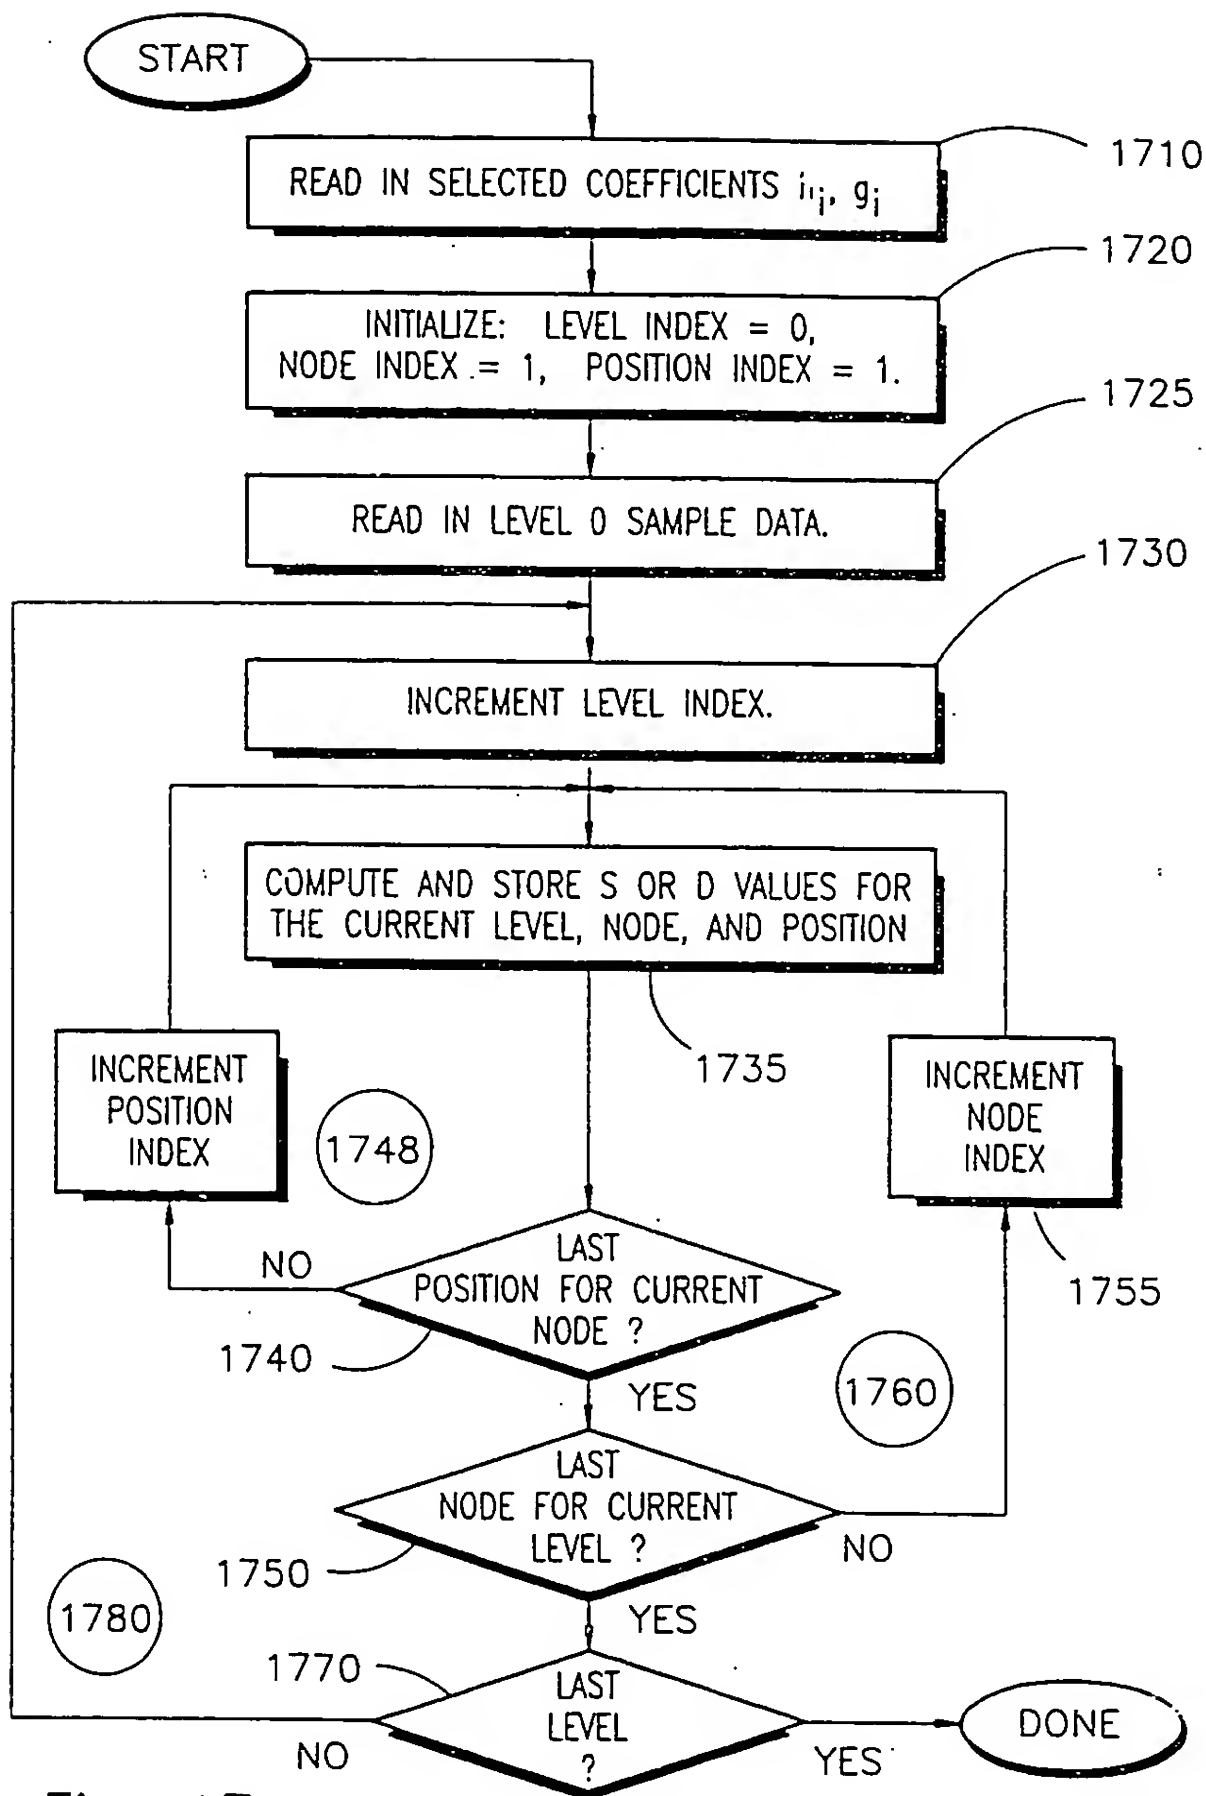 START
1710
READ IN SELECTED COEFFICIENTS i'i, gi
1720
INITIALIZE: LEVEL INDEX = 0,
NODE INDEX = 1, POSITION INDEX = 1.
1725
READ IN LEVEL 0 SAMPLE DATA.
1730
INCREMENT LEVEL INDEX.
COMPUTE AND STORE S OR D VALUES FOR
THE CURRENT LEVEL, NODE, AND POSITION
1735
INCREMENT
POSITION
INDEX
1748
INCREMENT
NODE
INDEX
1755
NO
LAST
POSITION FOR CURRENT
NODE ?
1740
YES
1760
LAST
NODE FOR CURRENT
LEVEL ?
NO
1750
YES
1780
1770
LAST
LEVEL
?
NO
YES
DONE